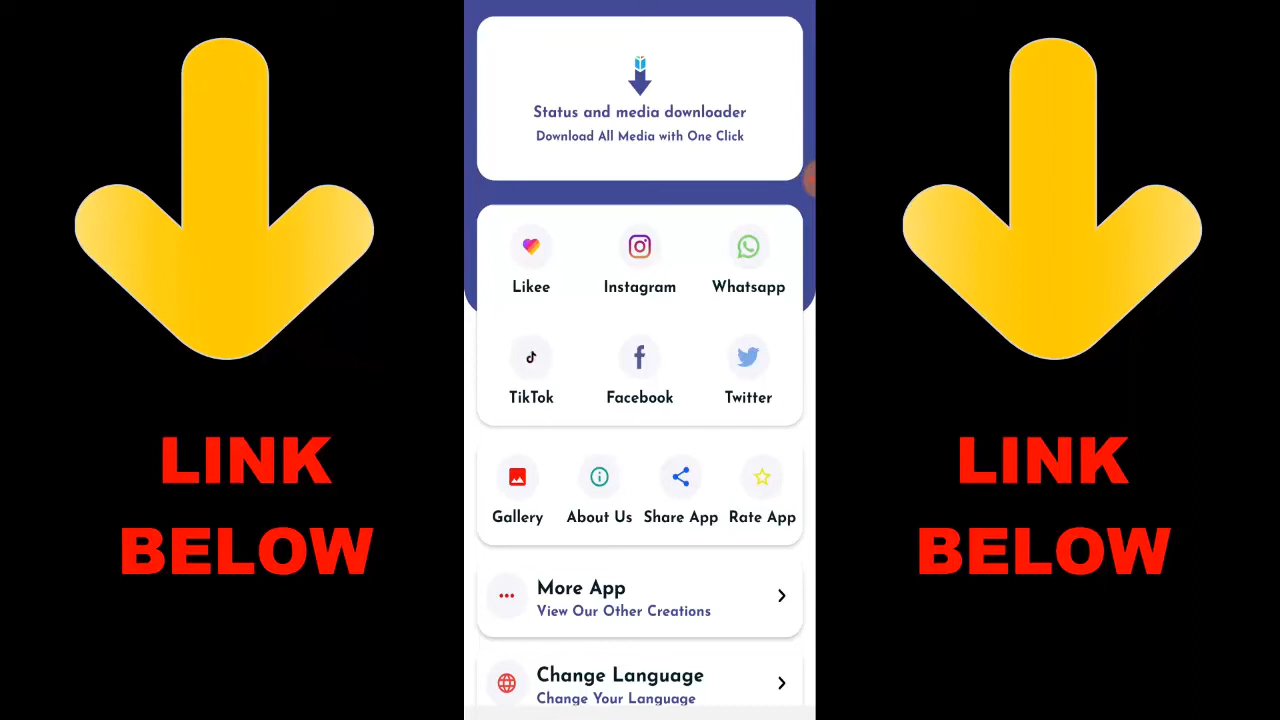 Status and media downloader
Download All Media with One Click
Likee Instagram Whatsapp
TikTok Facebook Twitter
Gallery About Us Share App Rate App
More App
View Our Other Creations
Change Language
Change Your Language
LINK
BELOW
LINK
BELOW